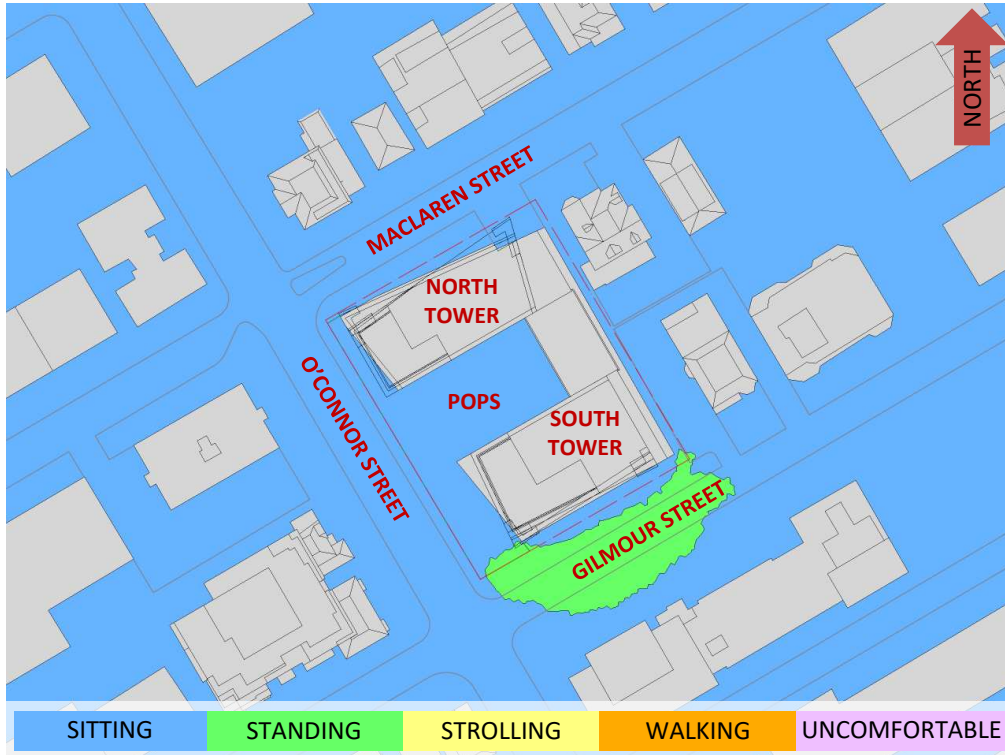 NORTH
MACLAREN STREET
NORTH
TOWER
O'CONNOR STREET
POPS
SOUTH
TOWER
GILMOUR STREET
SITTING
STANDING
STROLLING
WALKING
UNCOMFORTABLE